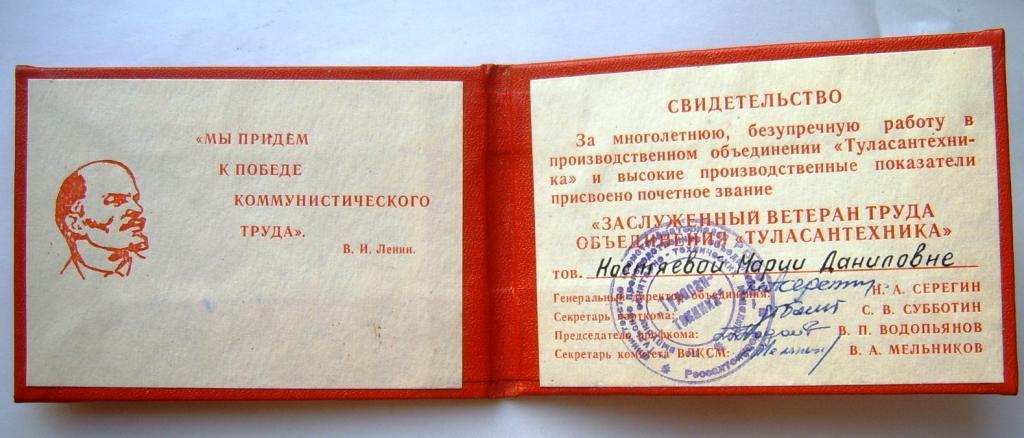 «МЫ ПРИДЕМ
К ПОБЕДЕ
КОММУНИСТИЧЕСКОГО
ТРУДА».
В. И. Ленин.
СВИДЕТЕЛЬСТВО
За многолетнюю, безупречную работу в
производственном объединении «Туласантехни-
ка» и высокие производственные показатели
присвоено почетное звание
«ЗАСЛУЖЕННЫЙ ВЕТЕРАН ТРУДА
ОБЪЕДИНЕНИЯ «ТУЛАСАНТЕХНИКА»
тов. Костяевой Марии Даниловне
Генеральный директор объединения: Н. А. СЕРЕГИН
Секретарь парткома: С. В. СУББОТИН
Председатель профкома: В. П. ВОДОПЬЯНОВ
Секретарь комитета ВЛКСМ: В. А. МЕЛЬНИКОВ